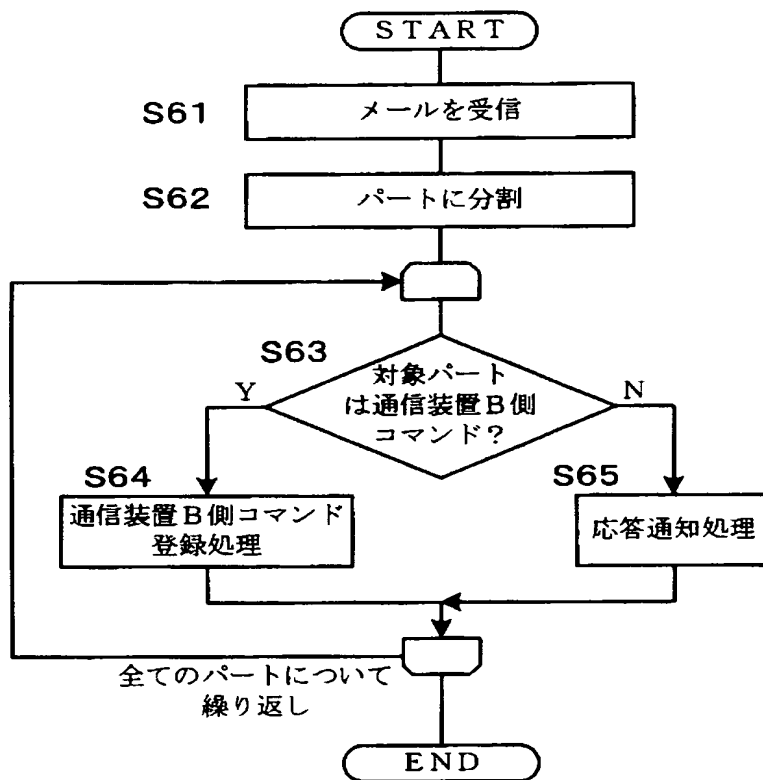 START
S61
メールを受信
S62
パートに分割
S63
対象パート
は通信装置B側
コマンド？
Y
N
S64
通信装置B側コマンド
登録処理
S65
応答通知処理
全てのパートについて
繰り返し
END